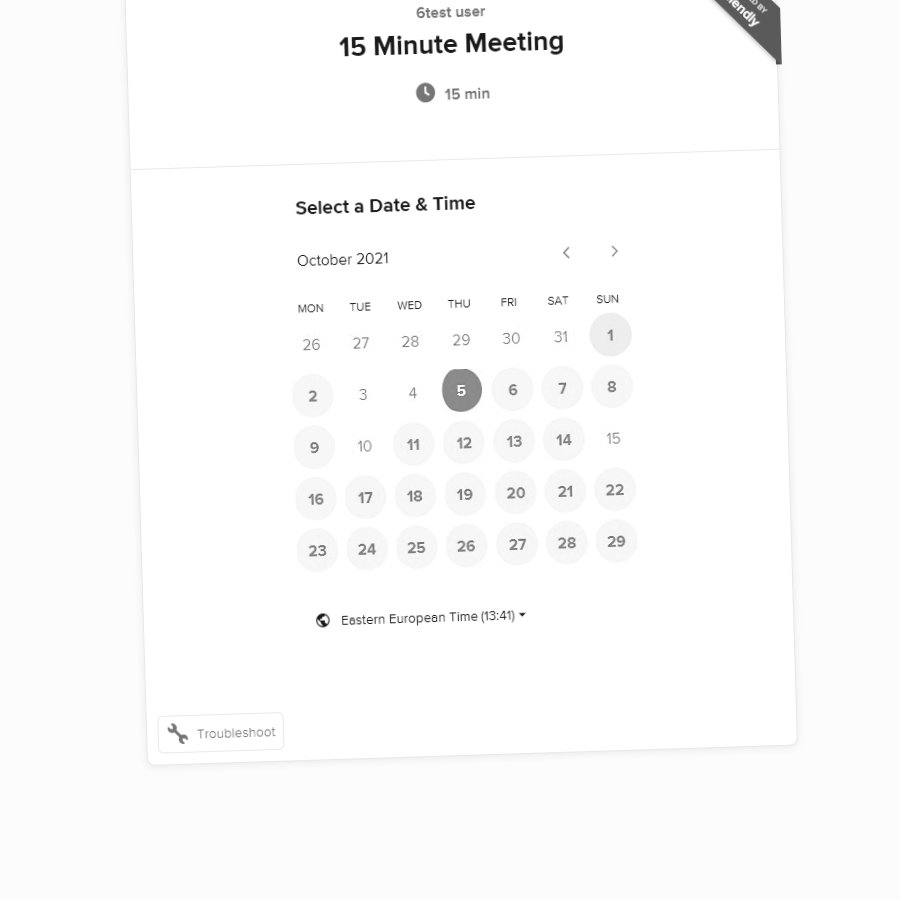 6test user
15 Minute Meeting
15 min
Select a Date & Time
October 2021
MON TUE WED THU FRI SAT SUN
26 27 28 29 30 31 1
2 3 4 5 6 7 8
9 10 11 12 13 14 15
16 17 18 19 20 21 22
23 24 25 26 27 28 29
Eastern European Time (13:41)
Troubleshoot